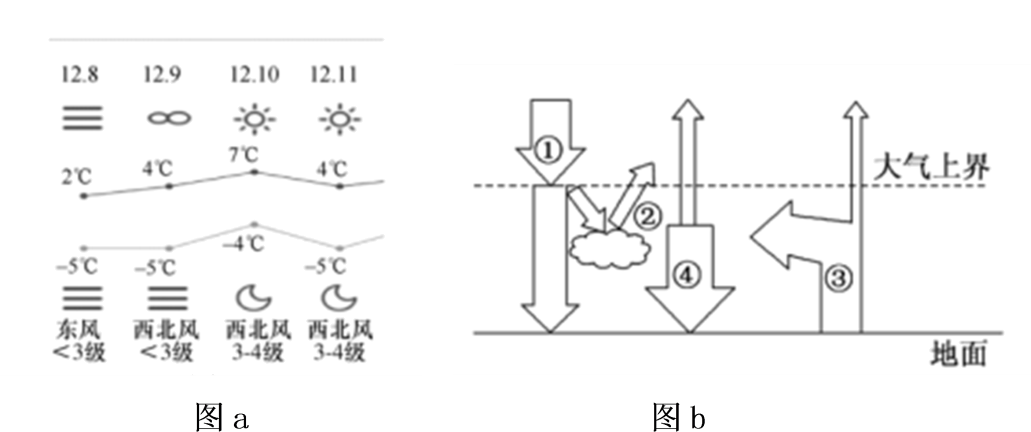 12.8 12.9 12.10 12.11
2℃ 4℃ 7℃ 4℃
–5℃ –5℃ –4℃ –5℃
东风 西北风 西北风 西北风
<3级 <3级 3-4级 3-4级
图 a
① ② ③ ④
大气上界
地面
图 b